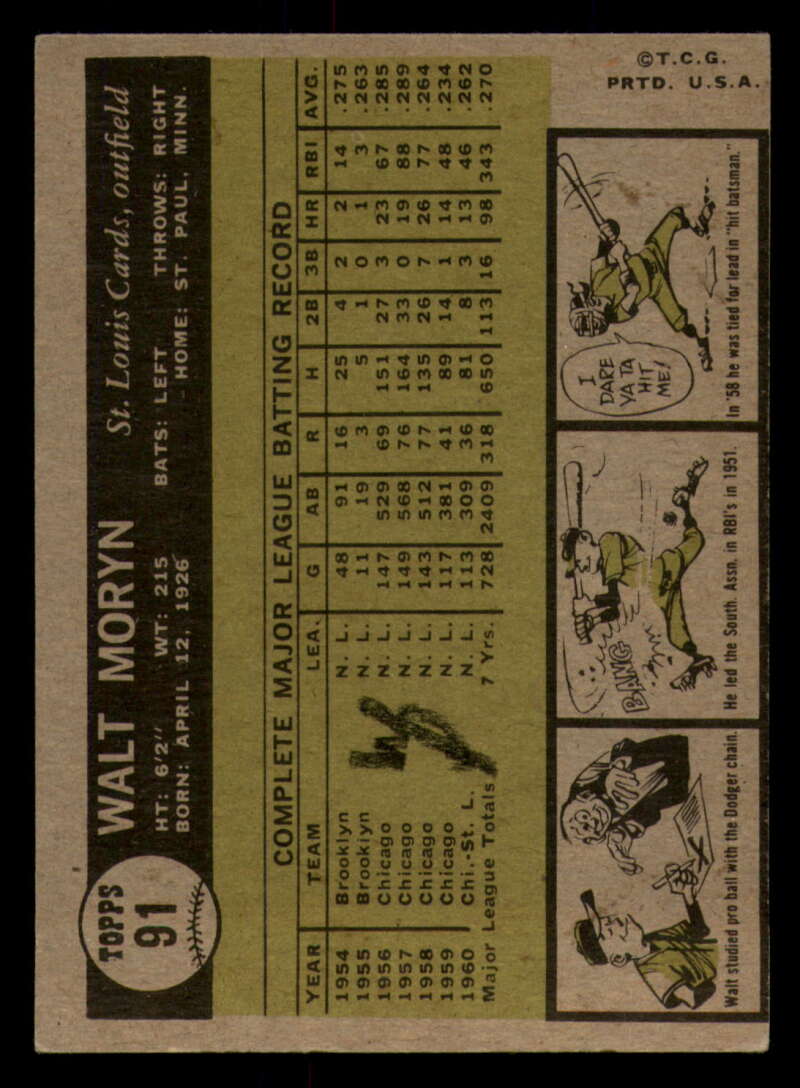 TOPPS
91
WALT MORYN St. Louis Cards, outfield
HT: 6'2" WT: 215 BATS: LEFT THROWS: RIGHT
BORN: APRIL 12, 1926 HOME: ST. PAUL, MINN.
COMPLETE MAJOR LEAGUE BATTING RECORD
YEAR TEAM LEA. G AB R H 2B 3B HR RBI AVG.
1954 Brooklyn N. L. 48 91 16 25 4 2 2 14 .275
1955 Brooklyn N. L. 11 19 3 5 1 0 1 3 .263
1956 Chicago N. L. 147 529 69 151 27 3 23 67 .285
1957 Chicago N. L. 149 568 76 164 33 0 19 88 .289
1958 Chicago N. L. 143 512 77 135 26 7 26 77 .264
1959 Chicago N. L. 117 381 41 89 14 1 14 48 .234
1960 Chi.-St. L. N. L. 113 309 36 81 8 3 13 46 .262
Major League Totals 7 Yrs. 728 2409 318 650 113 16 98 343 .270
Walt studied pro ball with the Dodger chain.
BANG
He led the South. Assn. in RBI's in 1951.
I
DARE
YA TA
HIT
ME!
In '58 he was tied for lead in "hit batsman."
©T.C.G.
PRTD. U.S.A.